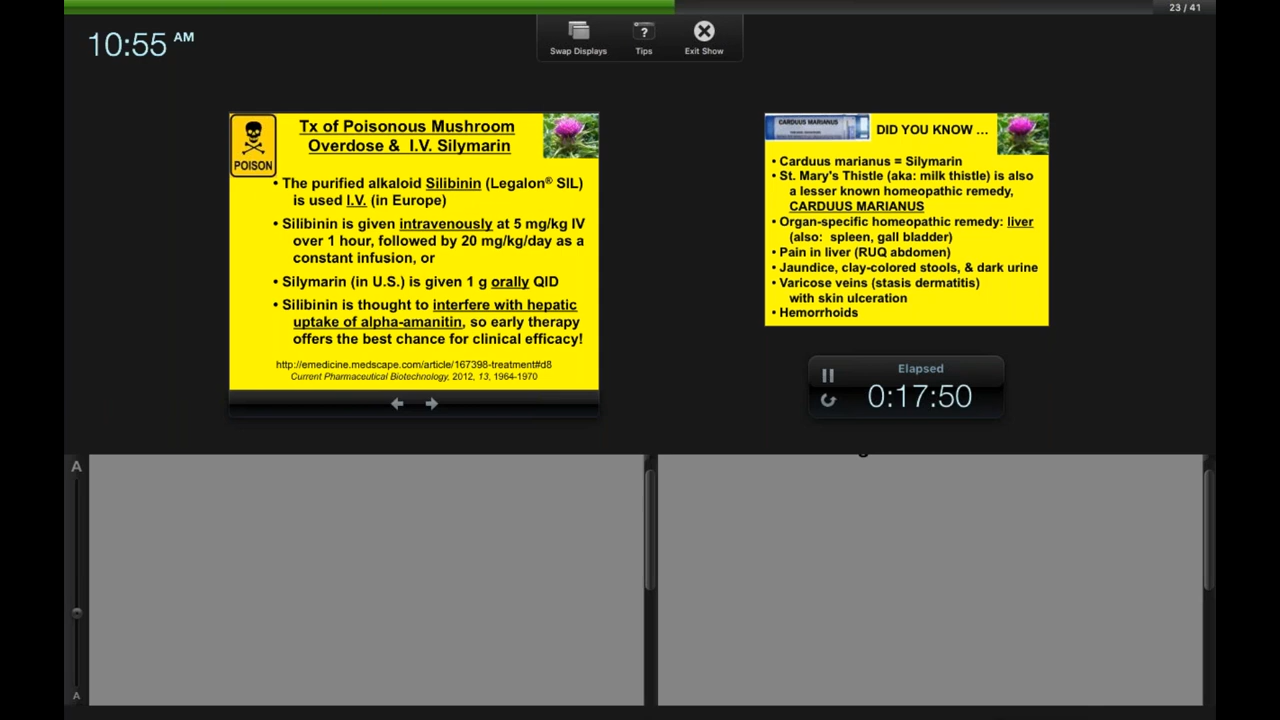 23 / 41
10:55 AM
Swap Displays
Tips
Exit Show
POISON
Tx of Poisonous Mushroom
Overdose & I.V. Silymarin
• The purified alkaloid Silibinin (Legalon® SIL)
is used I.V. (in Europe)
• Silibinin is given intravenously at 5 mg/kg IV
over 1 hour, followed by 20 mg/kg/day as a
constant infusion, or
• Silymarin (in U.S.) is given 1 g orally QID
• Silibinin is thought to interfere with hepatic
uptake of alpha-amanitin, so early therapy
offers the best chance for clinical efficacy!
http://emedicine.medscape.com/article/167398-treatment#d8
Current Pharmaceutical Biotechnology, 2012, 13, 1964-1970
CARDUUS MARIANUS
DID YOU KNOW ...
• Carduus marianus = Silymarin
• St. Mary's Thistle (aka: milk thistle) is also
a lesser known homeopathic remedy,
CARDUUS MARIANUS
• Organ-specific homeopathic remedy: liver
(also: spleen, gall bladder)
• Pain in liver (RUQ abdomen)
• Jaundice, clay-colored stools, & dark urine
• Varicose veins (stasis dermatitis)
with skin ulceration
• Hemorrhoids
Elapsed
0:17:50
A
A